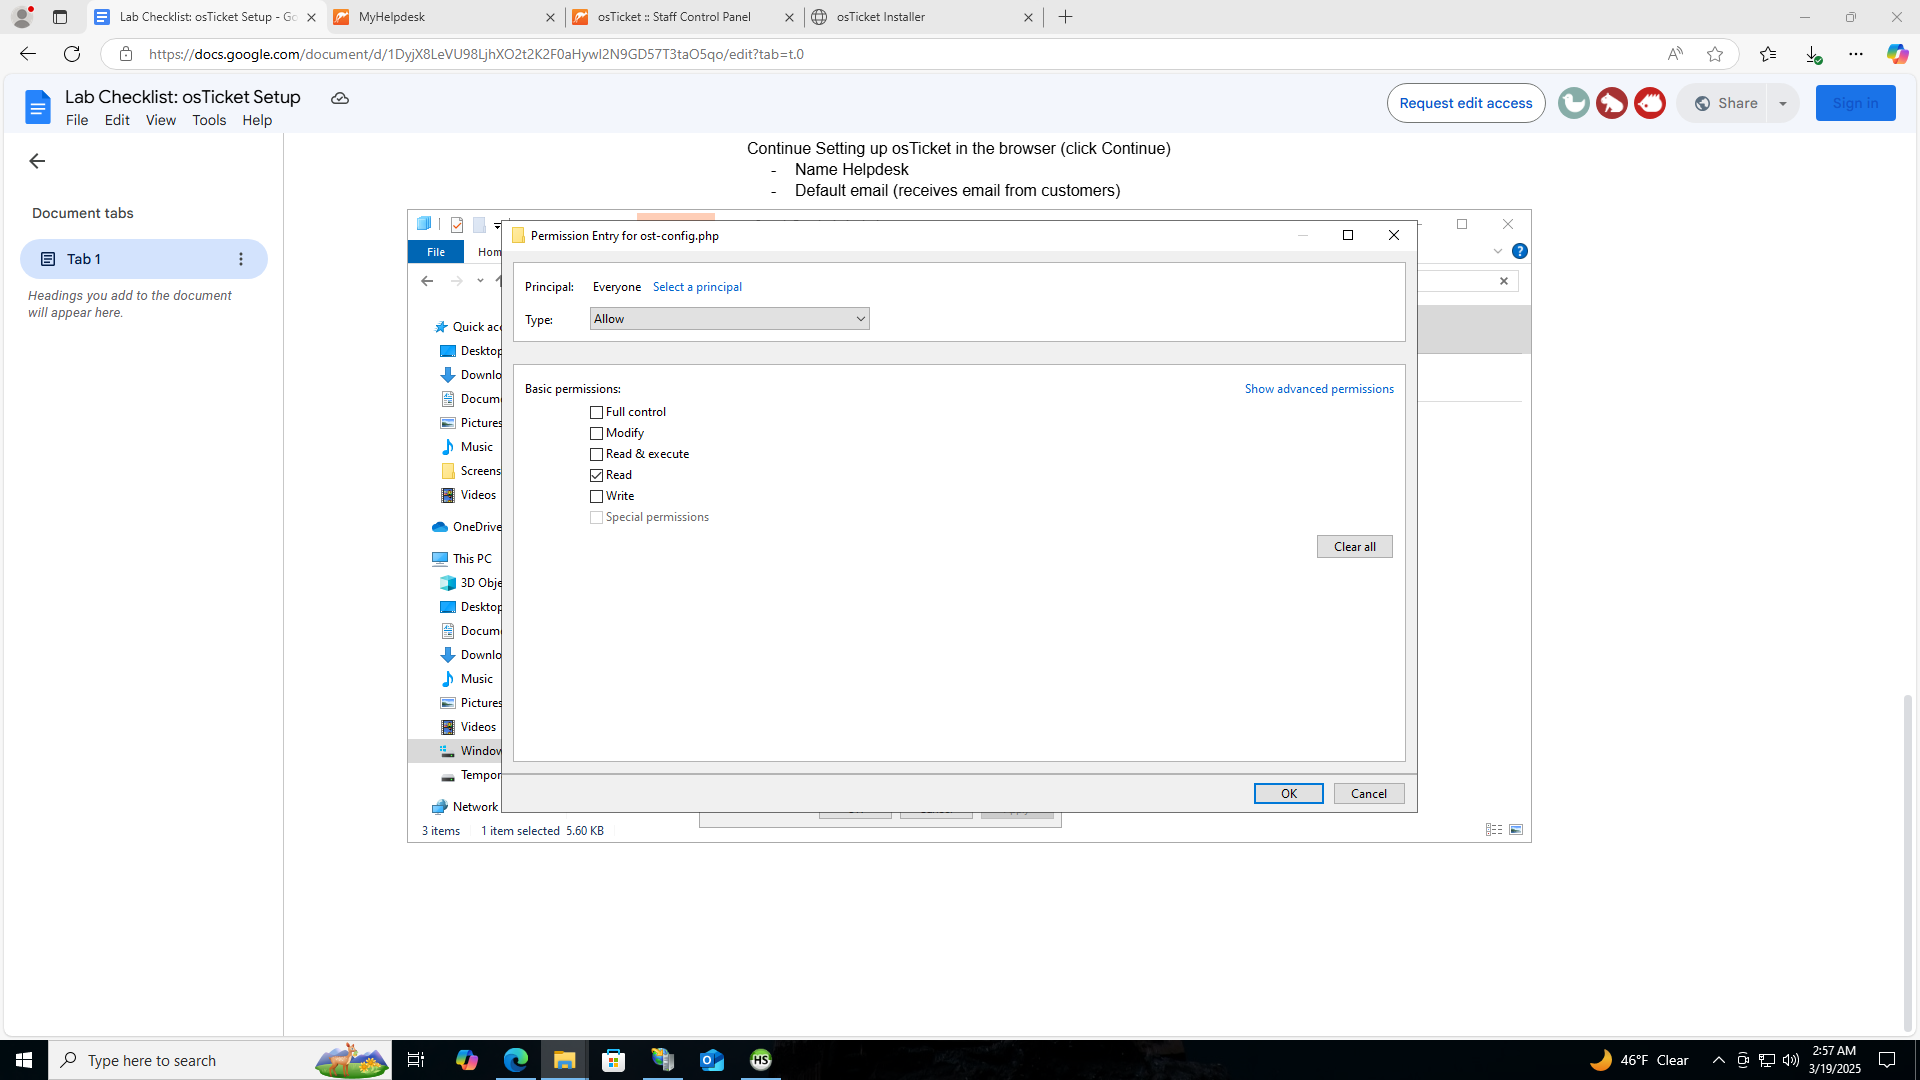 Lab Checklist: osTicket Setup - Go
MyHelpdesk
osTicket :: Staff Control Panel
osTicket Installer
https://docs.google.com/document/d/1DyjX8LeVU98LjhXO2t2K2F0aHywI2N9GD57T3taO5qo/edit?tab=t.0
Lab Checklist: osTicket Setup
File Edit View Tools Help
Request edit access
Share
Sign in
Document tabs
Tab 1
Headings you add to the document
will appear here.
Continue Setting up osTicket in the browser (click Continue)
- Name Helpdesk
- Default email (receives email from customers)
File
Hom
Quick acc
Desktop
Downlo
Docume
Pictures
Music
Screens
Videos
OneDrive
This PC
3D Obje
Desktop
Docume
Downlo
Music
Pictures
Videos
Window
Tempor
Network
3 items 1 item selected 5.60 KB
Permission Entry for ost-config.php
Principal: Everyone Select a principal
Type: Allow
Basic permissions:
Show advanced permissions
Full control
Modify
Read & execute
Read
Write
Special permissions
Clear all
OK
Cancel
Type here to search
HS
46°F Clear
2:57 AM
3/19/2025